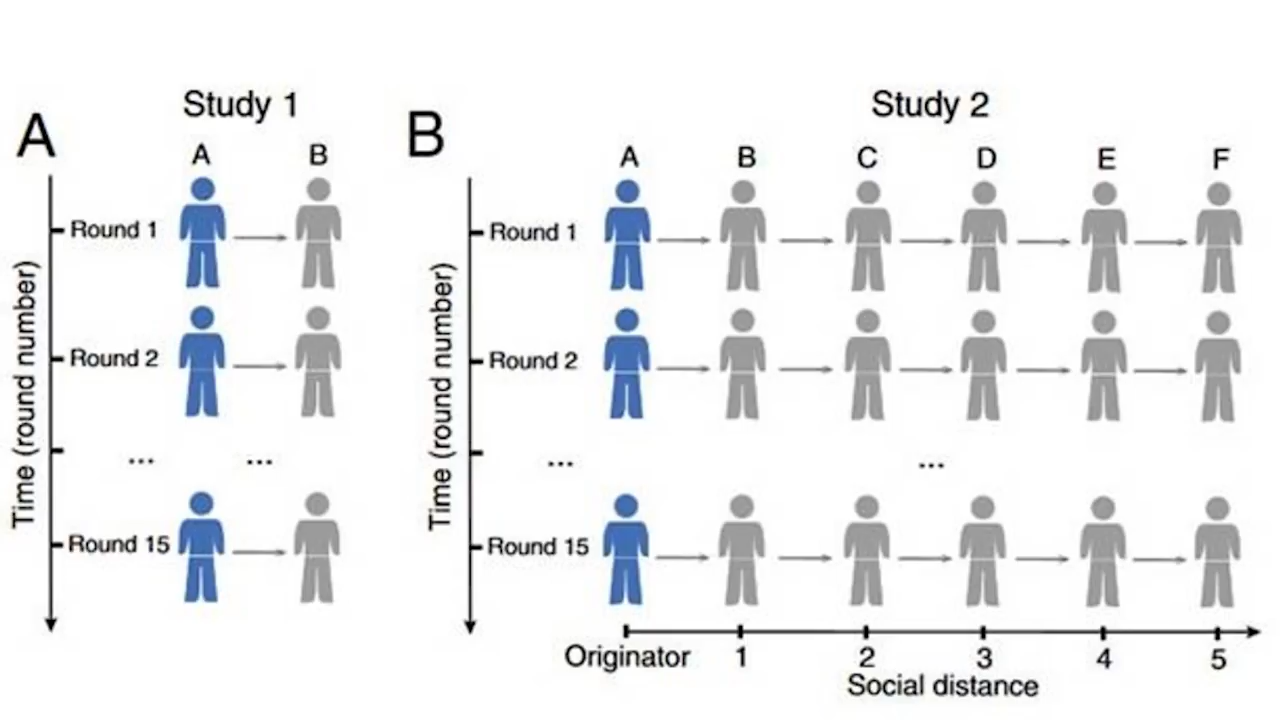 A
Study 1
A B
Time (round number)
Round 1
Round 2
... ...
Round 15
B
Study 2
A B C D E F
Time (round number)
Round 1
Round 2
... ...
Round 15
Originator 1 2 3 4 5
Social distance